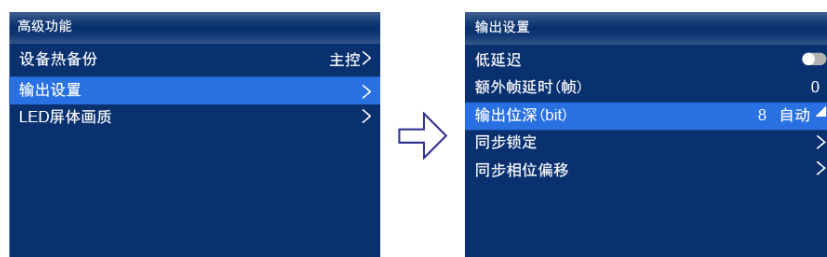 高级功能
设备热备份 主控>
输出设置 >
LED屏体画质 >
输出设置
低延迟
额外帧延时(帧) 0
输出位深(bit) 8 自动
同步锁定 >
同步相位偏移 >